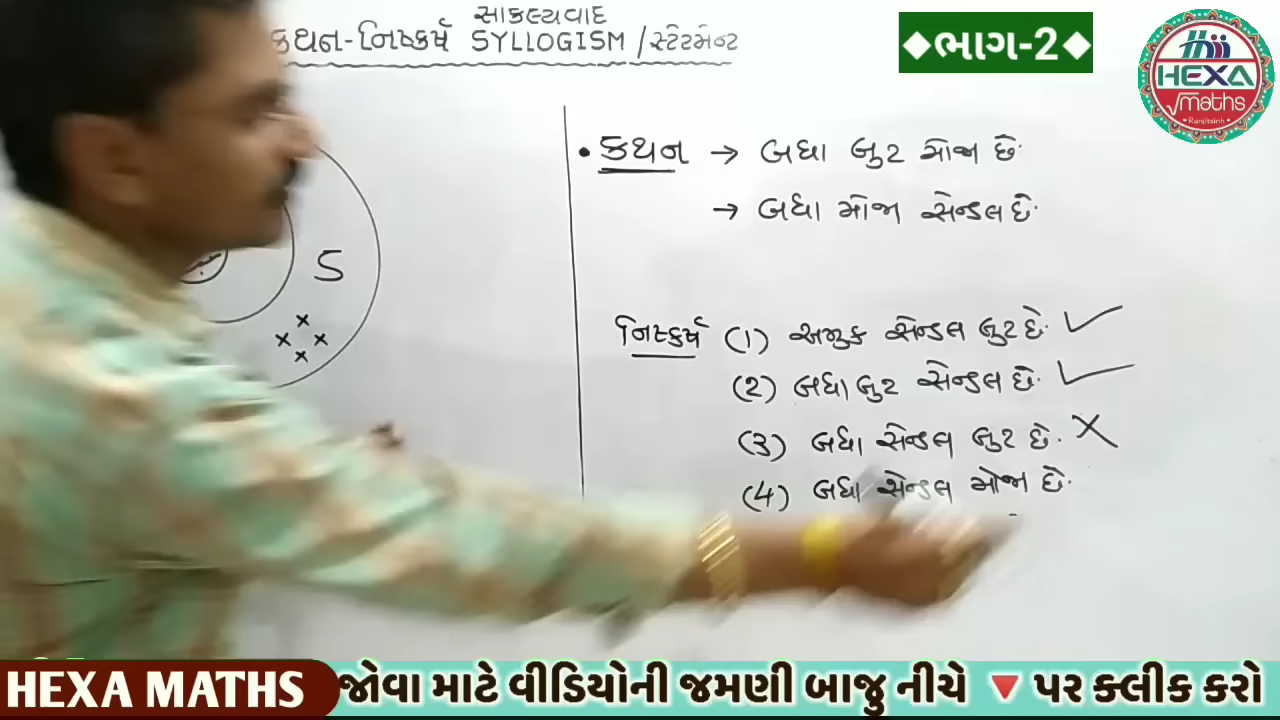 સાકલ્યવાદ
કથન-નિષ્કર્ષ SYLLOGISM / સ્ટેટમેન્ટ
◆ભાગ-2◆
HEXA
√maths
Ranjitsinh
• કથન → બધા બુટ મોજા છે.
→ બધા મોજા સેન્ડલ છે.
S
નિષ્કર્ષ (1) અમુક સેન્ડલ બુટ છે. ✓
(2) બધા બુટ સેન્ડલ છે. ✓
(3) બધા સેન્ડલ બુટ છે. ×
(4) બધા સેન્ડલ મોજા છે.
HEXA MATHS જોવા માટે વીડિયોની જમણી બાજુ નીચે 🔻પર ક્લીક કરો